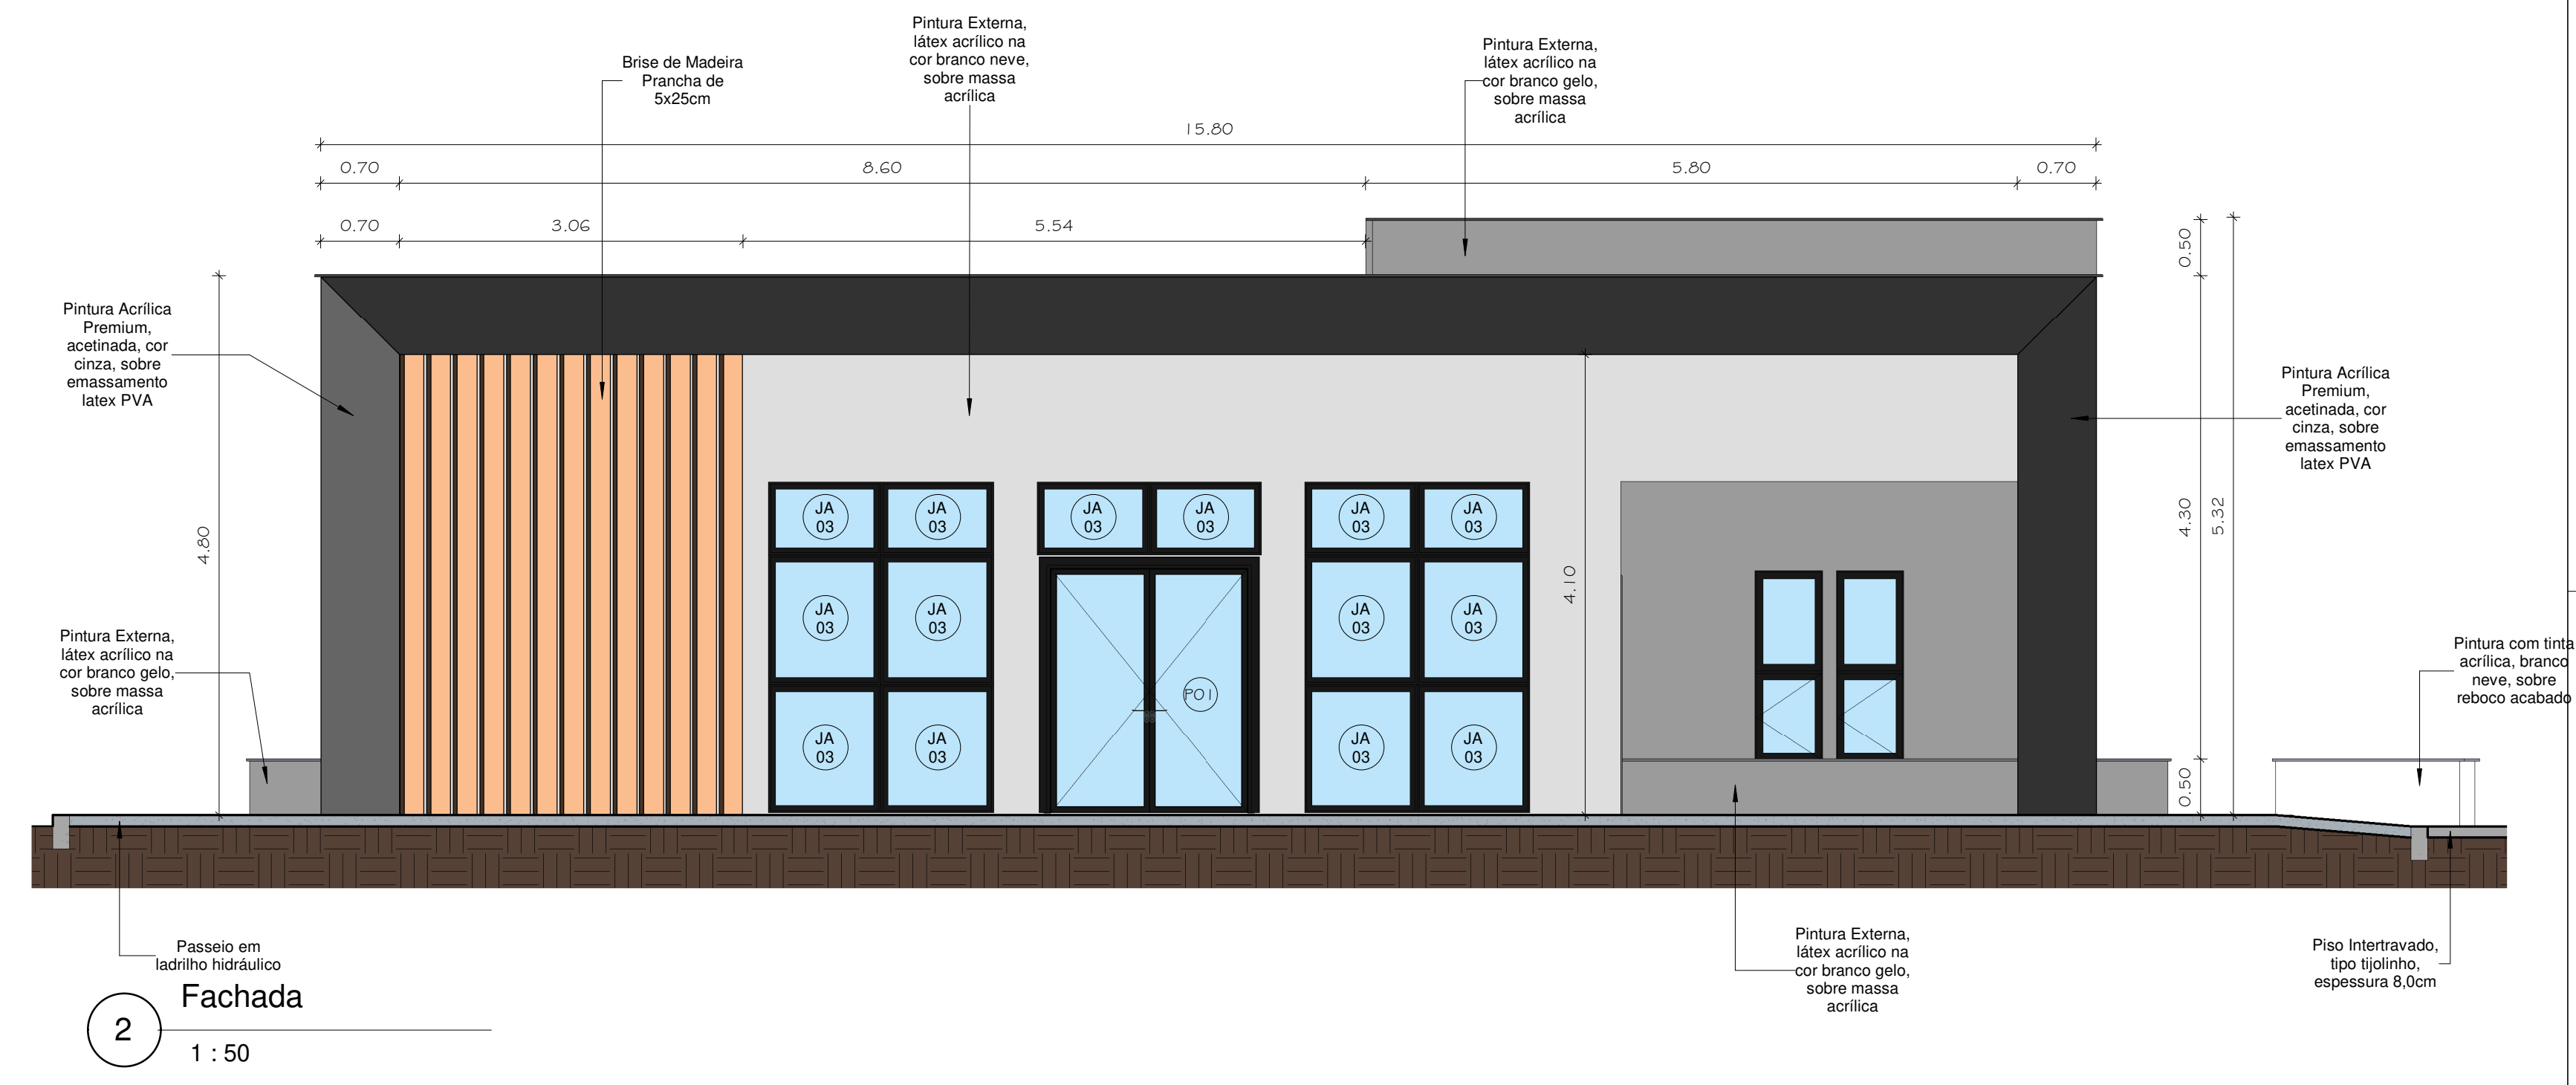 Pintura Externa,
látex acrílico na
cor branco neve,
sobre massa
acrílica
Pintura Externa,
látex acrílico na
cor branco gelo,
sobre massa
acrílica
Brise de Madeira
Prancha de
5x25cm
15.80
0.70
8.60
5.80
0.70
0.70
3.06
5.54
0.50
Pintura Acrílica
Premium,
acetinada, cor
cinza, sobre
emassamento
latex PVA
Pintura Acrílica
Premium,
acetinada, cor
cinza, sobre
emassamento
latex PVA
4.80
4.10
4.30
5.32
0.50
JA
03
JA
03
JA
03
JA
03
JA
03
JA
03
JA
03
JA
03
JA
03
JA
03
JA
03
JA
03
JA
03
JA
03
P01
Pintura Externa,
látex acrílico na
cor branco gelo,
sobre massa
acrílica
Pintura com tinta
acrílica, branco
neve, sobre
reboco acabado
Passeio em
ladrilho hidráulico
Pintura Externa,
látex acrílico na
cor branco gelo,
sobre massa
acrílica
Piso Intertravado,
tipo tijolinho,
espessura 8,0cm
2
Fachada
1 : 50